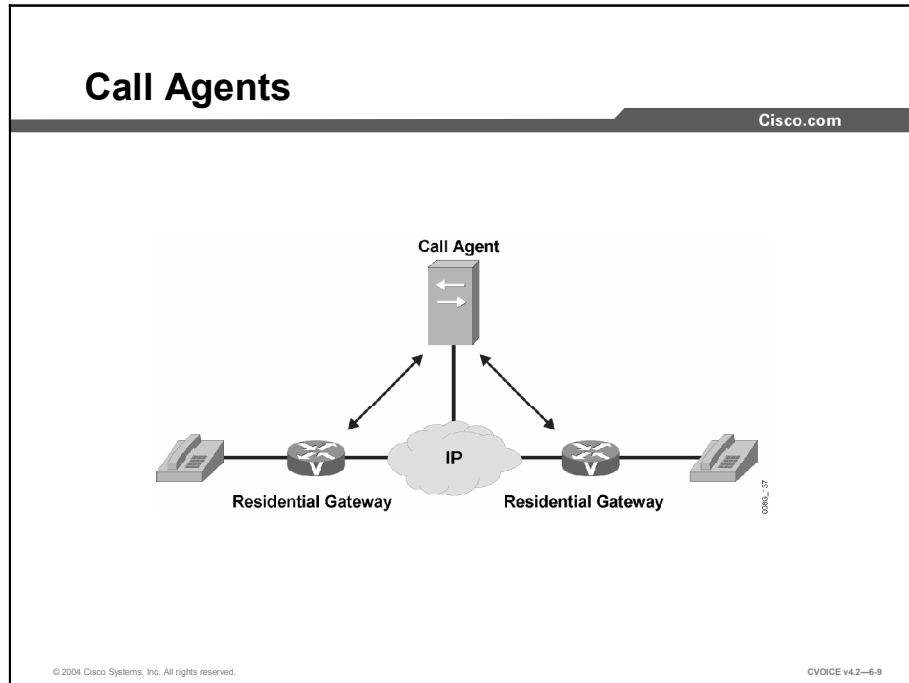 Call Agents
Cisco.com
Call Agent
IP
V
V
Residential Gateway
Residential Gateway
© 2004 Cisco Systems, Inc. All rights reserved.
CVOICE v4.2—6-9